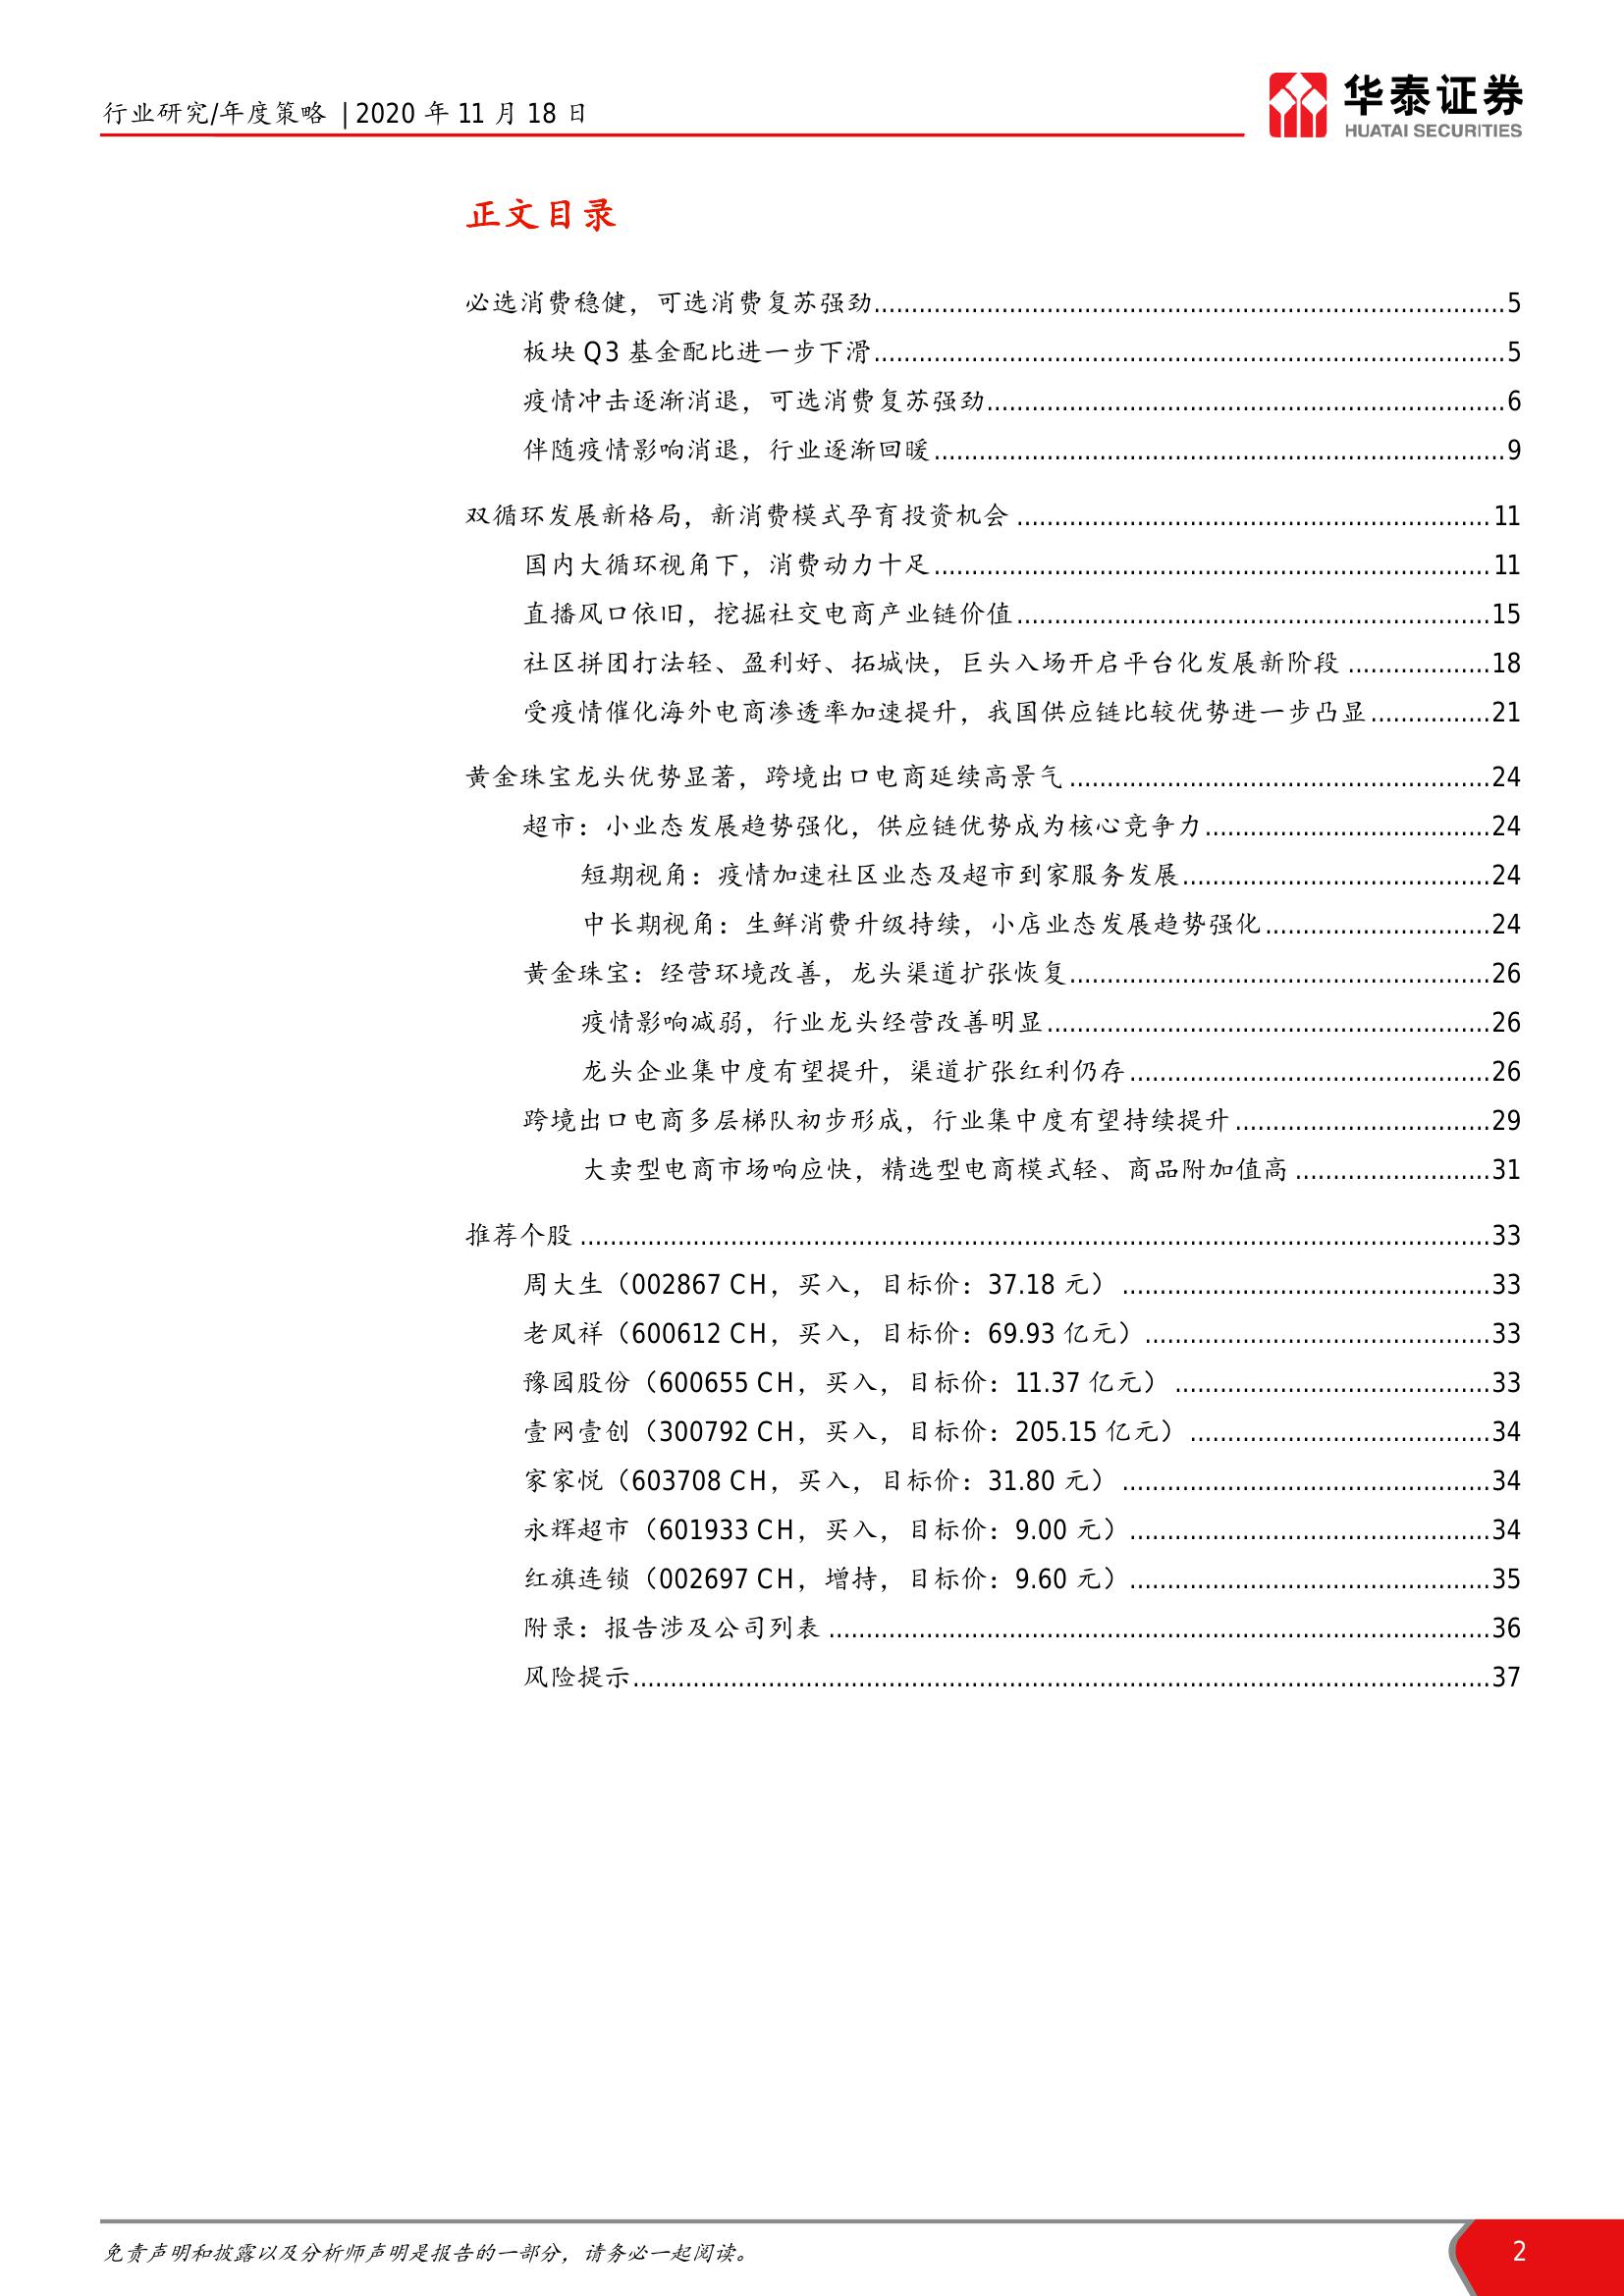 行业研究/年度策略 | 2020 年 11 月 18 日
华泰证券
HUATAI SECURITIES
正文目录
必选消费稳健，可选消费复苏强劲....................5
板块 Q3 基金配比进一步下滑....................5
疫情冲击逐渐消退，可选消费复苏强劲....................6
伴随疫情影响消退，行业逐渐回暖....................9
双循环发展新格局，新消费模式孕育投资机会....................11
国内大循环视角下，消费动力十足....................11
直播风口依旧，挖掘社交电商产业链价值....................15
社区拼团打法轻、盈利好、拓城快，巨头入场开启平台化发展新阶段....................18
受疫情催化海外电商渗透率加速提升，我国供应链比较优势进一步凸显....................21
黄金珠宝龙头优势显著，跨境出口电商延续高景气....................24
超市：小业态发展趋势强化，供应链优势成为核心竞争力....................24
短期视角：疫情加速社区业态及超市到家服务发展....................24
中长期视角：生鲜消费升级持续，小店业态发展趋势强化....................24
黄金珠宝：经营环境改善，龙头渠道扩张恢复....................26
疫情影响减弱，行业龙头经营改善明显....................26
龙头企业集中度有望提升，渠道扩张红利仍存....................26
跨境出口电商多层梯队初步形成，行业集中度有望持续提升....................29
大卖型电商市场响应快，精选型电商模式轻、商品附加值高....................31
推荐个股....................33
周大生（002867 CH，买入，目标价：37.18 元）....................33
老凤祥（600612 CH，买入，目标价：69.93 亿元）....................33
豫园股份（600655 CH，买入，目标价：11.37 亿元）....................33
壹网壹创（300792 CH，买入，目标价：205.15 亿元）....................34
家家悦（603708 CH，买入，目标价：31.80 元）....................34
永辉超市（601933 CH，买入，目标价：9.00 元）....................34
红旗连锁（002697 CH，增持，目标价：9.60 元）....................35
附录：报告涉及公司列表....................36
风险提示....................37
免责声明和披露以及分析师声明是报告的一部分，请务必一起阅读。
2